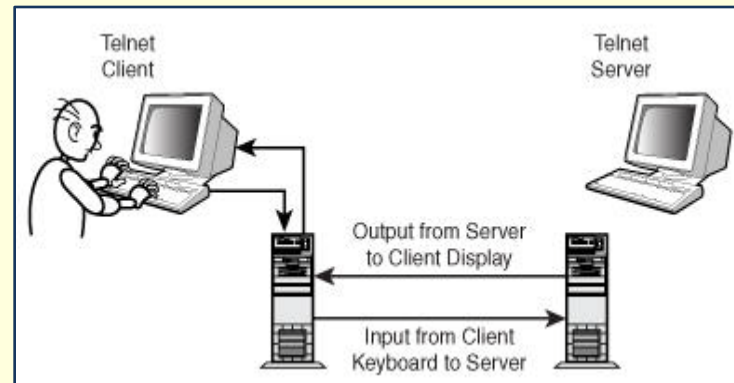 Telnet
Client
Telnet
Server
Output from Server
to Client Display
Input from Client
Keyboard to Server